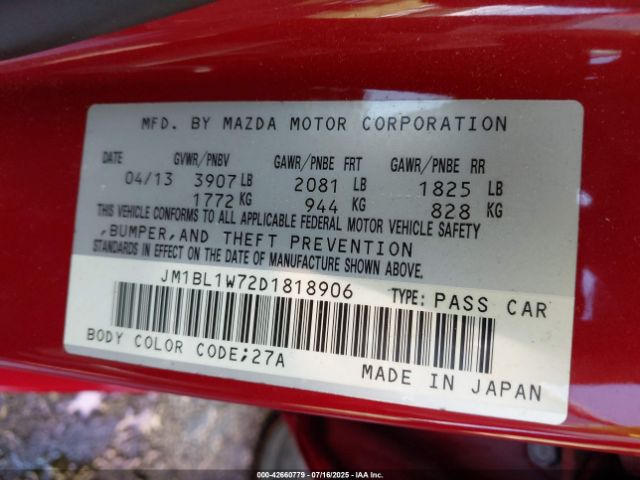 MFD. BY MAZDA MOTOR CORPORATION
DATE GVWR/PNBV GAWR/PNBE FRT GAWR/PNBE RR
04/13 3907 LB 2081 LB 1825 LB
1772 KG 944 KG 828 KG
THIS VEHICLE CONFORMS TO ALL APPLICABLE FEDERAL MOTOR VEHICLE SAFETY
,BUMPER,AND THEFT PREVENTION
STANDARDS IN EFFECT ON THE DATE OF MANUFACTURE SHOWN ABOVE.
JM1BL1W72D1818906 TYPE: PASS CAR
BODY COLOR CODE;27A
MADE IN JAPAN
000-42660779 | 07/16/2025 | IAA Inc.